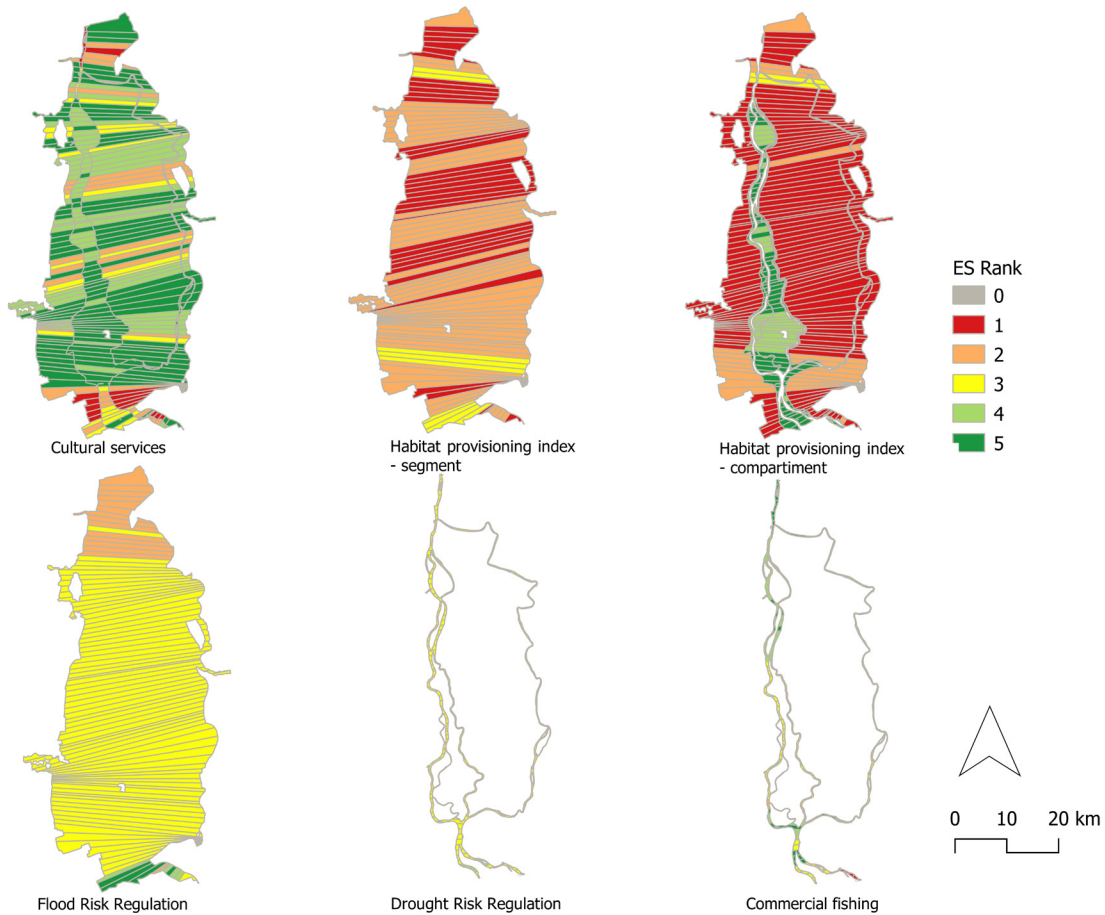 Cultural services
Habitat provisioning index
- segment
Habitat provisioning index
- compartiment
ES Rank
0
1
2
3
4
5
Flood Risk Regulation
Drought Risk Regulation
Commercial fishing
0 10 20 km